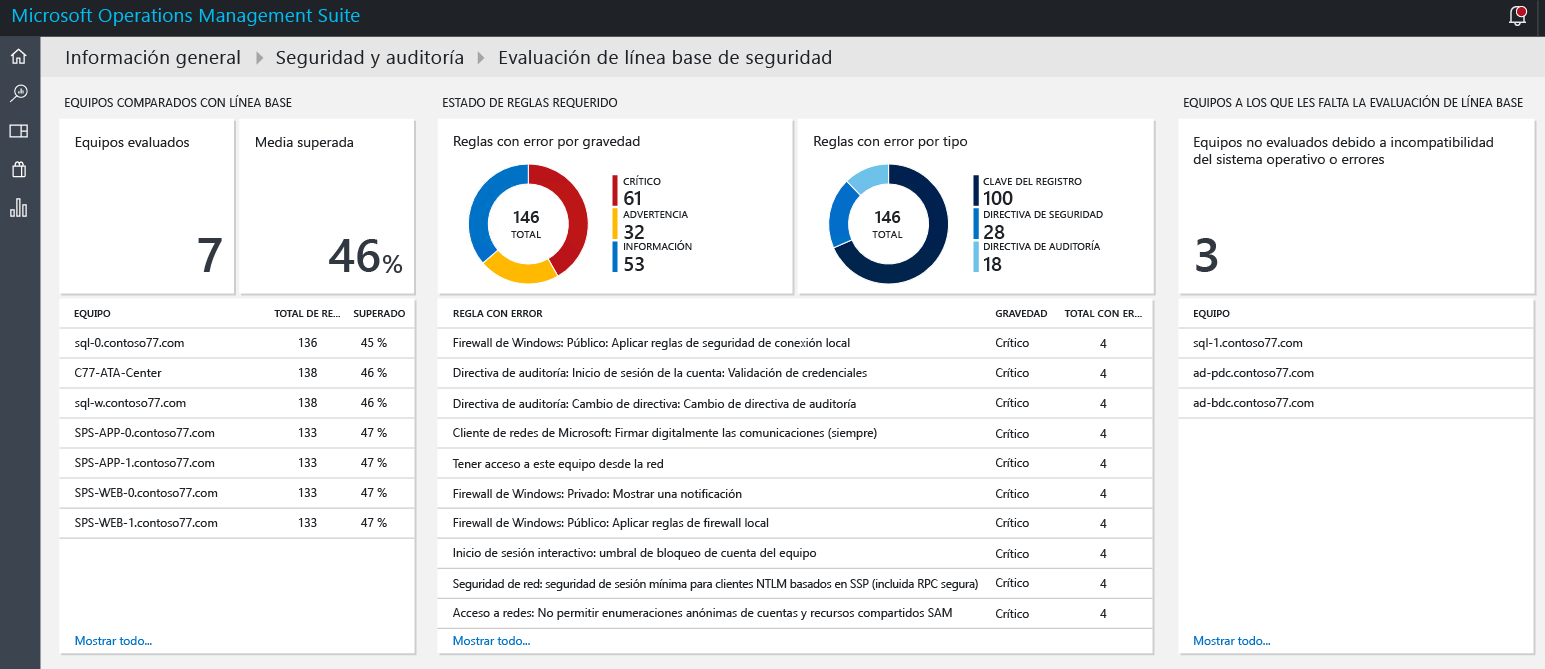 Microsoft Operations Management Suite
Información general
Seguridad y auditoría
Evaluación de línea base de seguridad
EQUIPOS COMPARADOS CON LÍNEA BASE
Equipos evaluados
7
Media superada
46%
EQUIPO TOTAL DE RE... SUPERADO
sql-0.contoso77.com 136 45 %
C77-ATA-Center 138 46 %
sql-w.contoso77.com 138 46 %
SPS-APP-0.contoso77.com 133 47 %
SPS-APP-1.contoso77.com 133 47 %
SPS-WEB-0.contoso77.com 133 47 %
SPS-WEB-1.contoso77.com 133 47 %
Mostrar todo...
ESTADO DE REGLAS REQUERIDO
Reglas con error por gravedad
146
TOTAL
CRÍTICO
61
ADVERTENCIA
32
INFORMACIÓN
53
Reglas con error por tipo
146
TOTAL
CLAVE DEL REGISTRO
100
DIRECTIVA DE SEGURIDAD
28
DIRECTIVA DE AUDITORÍA
18
REGLA CON ERROR GRAVEDAD TOTAL CON ER...
Firewall de Windows: Público: Aplicar reglas de seguridad de conexión local Crítico 4
Directiva de auditoría: Inicio de sesión de la cuenta: Validación de credenciales Crítico 4
Directiva de auditoría: Cambio de directiva: Cambio de directiva de auditoría Crítico 4
Cliente de redes de Microsoft: Firmar digitalmente las comunicaciones (siempre) Crítico 4
Tener acceso a este equipo desde la red Crítico 4
Firewall de Windows: Privado: Mostrar una notificación Crítico 4
Firewall de Windows: Público: Aplicar reglas de firewall local Crítico 4
Inicio de sesión interactivo: umbral de bloqueo de cuenta del equipo Crítico 4
Seguridad de red: seguridad de sesión mínima para clientes NTLM basados en SSP (incluida RPC segura) Crítico 4
Acceso a redes: No permitir enumeraciones anónimas de cuentas y recursos compartidos SAM Crítico 4
Mostrar todo...
EQUIPOS A LOS QUE LES FALTA LA EVALUACIÓN DE LÍNEA BASE
Equipos no evaluados debido a incompatibilidad
del sistema operativo o errores
3
EQUIPO
sql-1.contoso77.com
ad-pdc.contoso77.com
ad-bdc.contoso77.com
Mostrar todo...